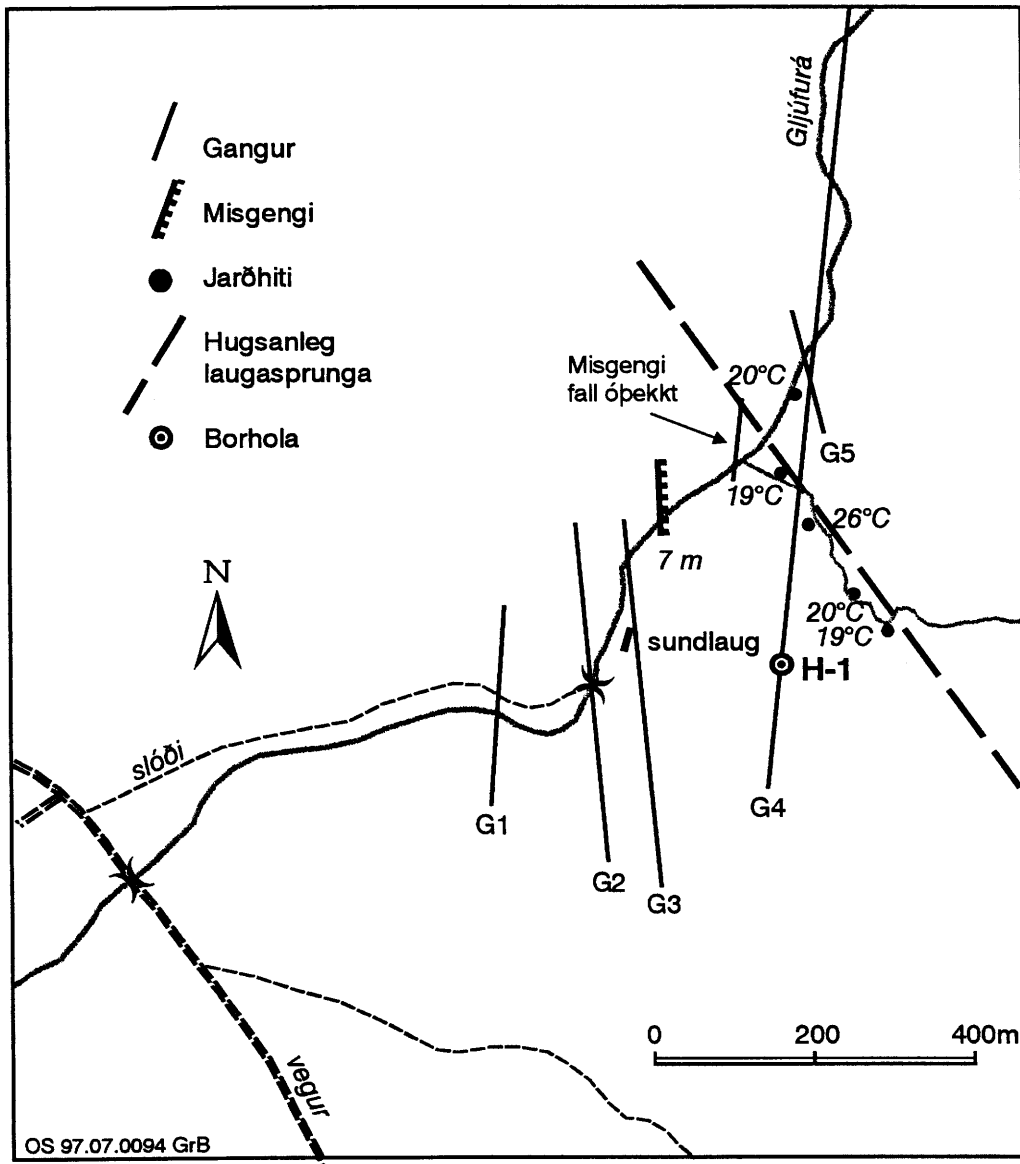 Gljúfurá
Gangur
Misgengi
Jarðhiti
Hugsanleg
laugasprunga
Borhola
Misgengi
fall óþekkt
20°C
G5
19°C
26°C
7 m
N
20°C
19°C
sundlaug
H-1
slóði
G4
G1
G2
G3
0 200 400m
vegur
OS 97.07.0094 GrB